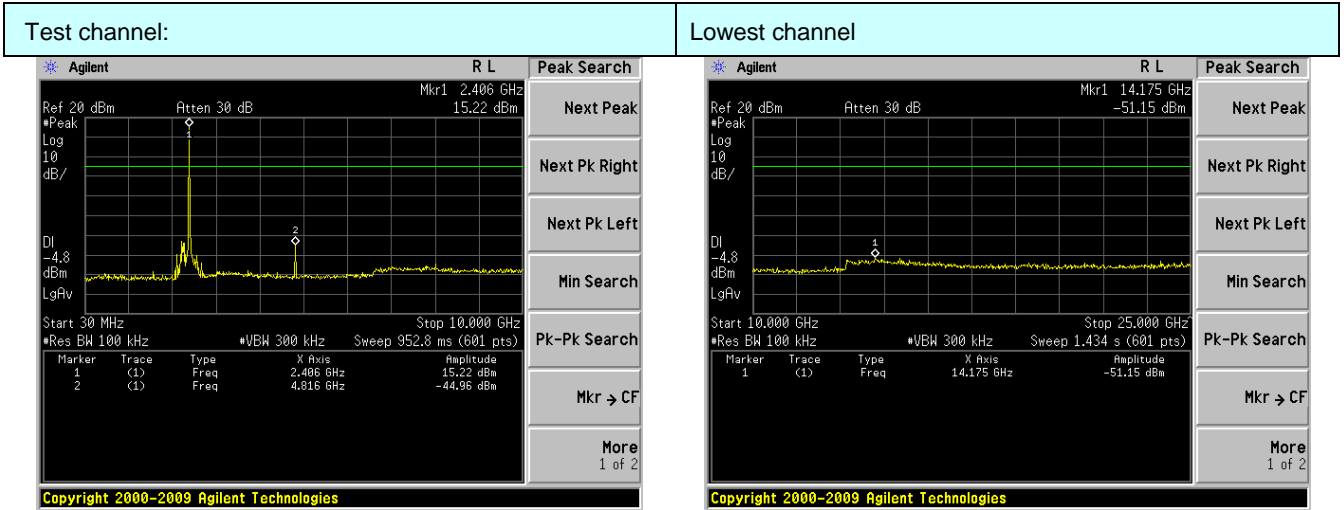 Test channel:
Lowest channel
Agilent R L Peak Search
Mkr1 2.406 GHz
Ref 20 dBm Atten 30 dB 15.22 dBm
#Peak
Log
10
dB/
1
2
DI
-4.8
dBm
LgAv
Start 30 MHz Stop 10.000 GHz
#Res BW 100 kHz #VBW 300 kHz Sweep 952.8 ms (601 pts)
Marker Trace Type X Axis Amplitude
1 (1) Freq 2.406 GHz 15.22 dBm
2 (1) Freq 4.816 GHz -44.96 dBm
Next Peak
Next Pk Right
Next Pk Left
Min Search
Pk-Pk Search
Mkr → CF
More
1 of 2
Copyright 2000-2009 Agilent Technologies
Agilent R L Peak Search
Mkr1 14.175 GHz
Ref 20 dBm Atten 30 dB -51.15 dBm
#Peak
Log
10
dB/
1
DI
-4.8
dBm
LgAv
Start 10.000 GHz Stop 25.000 GHz
#Res BW 100 kHz #VBW 300 kHz Sweep 1.434 s (601 pts)
Marker Trace Type X Axis Amplitude
1 (1) Freq 14.175 GHz -51.15 dBm
Next Peak
Next Pk Right
Next Pk Left
Min Search
Pk-Pk Search
Mkr → CF
More
1 of 2
Copyright 2000-2009 Agilent Technologies